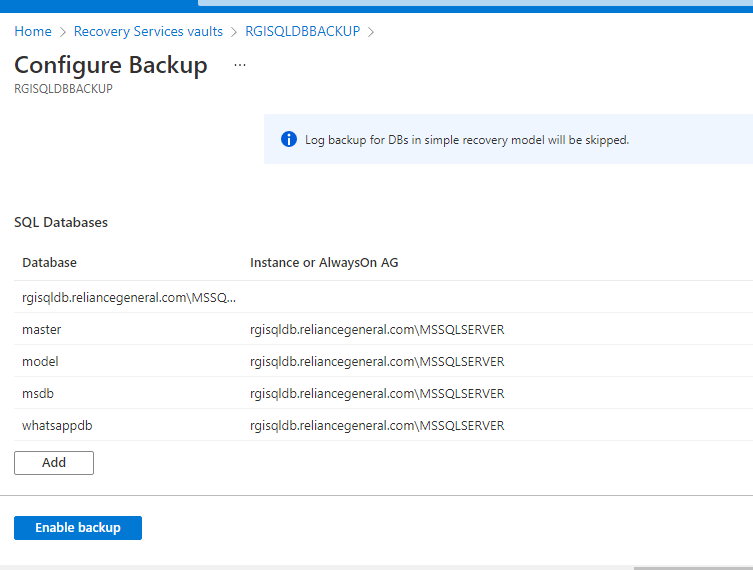 Home > Recovery Services vaults > RGISQLDBBACKUP >
Configure Backup ...
RGISQLDBBACKUP
Log backup for DBs in simple recovery model will be skipped.
SQL Databases
Database Instance or AlwaysOn AG
rgisqldb.reliancegeneral.com\MSSQ...
master rgisqldb.reliancegeneral.com\MSSQLSERVER
model rgisqldb.reliancegeneral.com\MSSQLSERVER
msdb rgisqldb.reliancegeneral.com\MSSQLSERVER
whatsappdb rgisqldb.reliancegeneral.com\MSSQLSERVER
Add
Enable backup